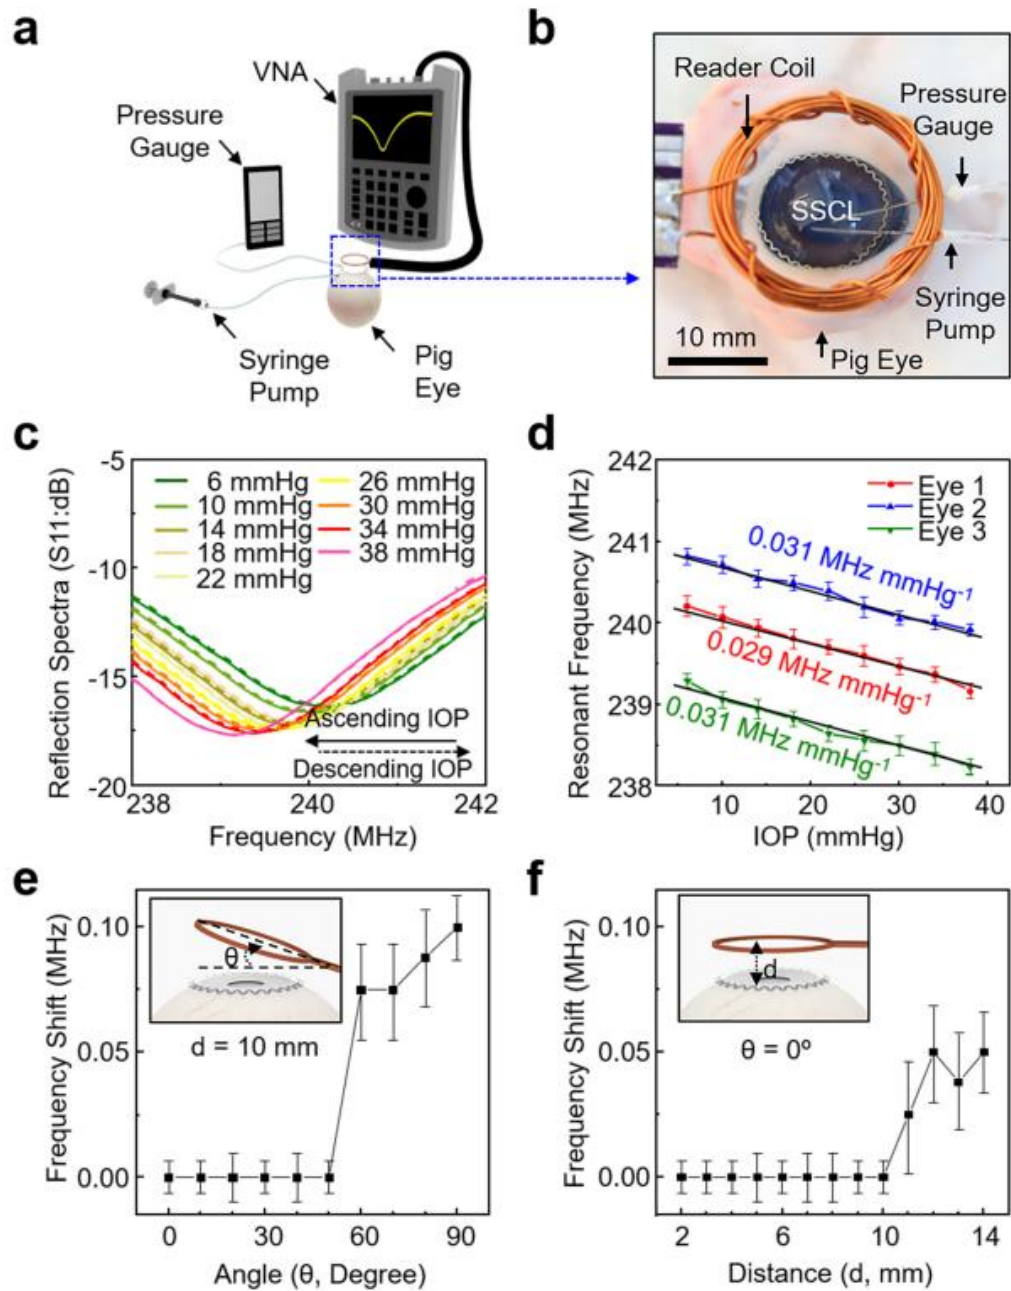 a
VNA
Pressure
Gauge
Syringe
Pump
Pig
Eye
b
Reader Coil
Pressure
Gauge
SSCL
Syringe
Pump
10 mm
Pig Eye
c
Reflection Spectra (S11:dB)
-5
-10
-15
-20
6 mmHg
10 mmHg
14 mmHg
18 mmHg
22 mmHg
26 mmHg
30 mmHg
34 mmHg
38 mmHg
Ascending IOP
Descending IOP
238 240 242
Frequency (MHz)
d
Resonant Frequency (MHz)
242
241
240
239
238
Eye 1
Eye 2
Eye 3
0.031 MHz mmHg⁻¹
0.029 MHz mmHg⁻¹
0.031 MHz mmHg⁻¹
10 20 30 40
IOP (mmHg)
e
Frequency Shift (MHz)
0.10
0.05
0.00
θ
d = 10 mm
0 30 60 90
Angle (θ, Degree)
f
Frequency Shift (MHz)
0.10
0.05
0.00
d
θ = 0º
2 6 10 14
Distance (d, mm)